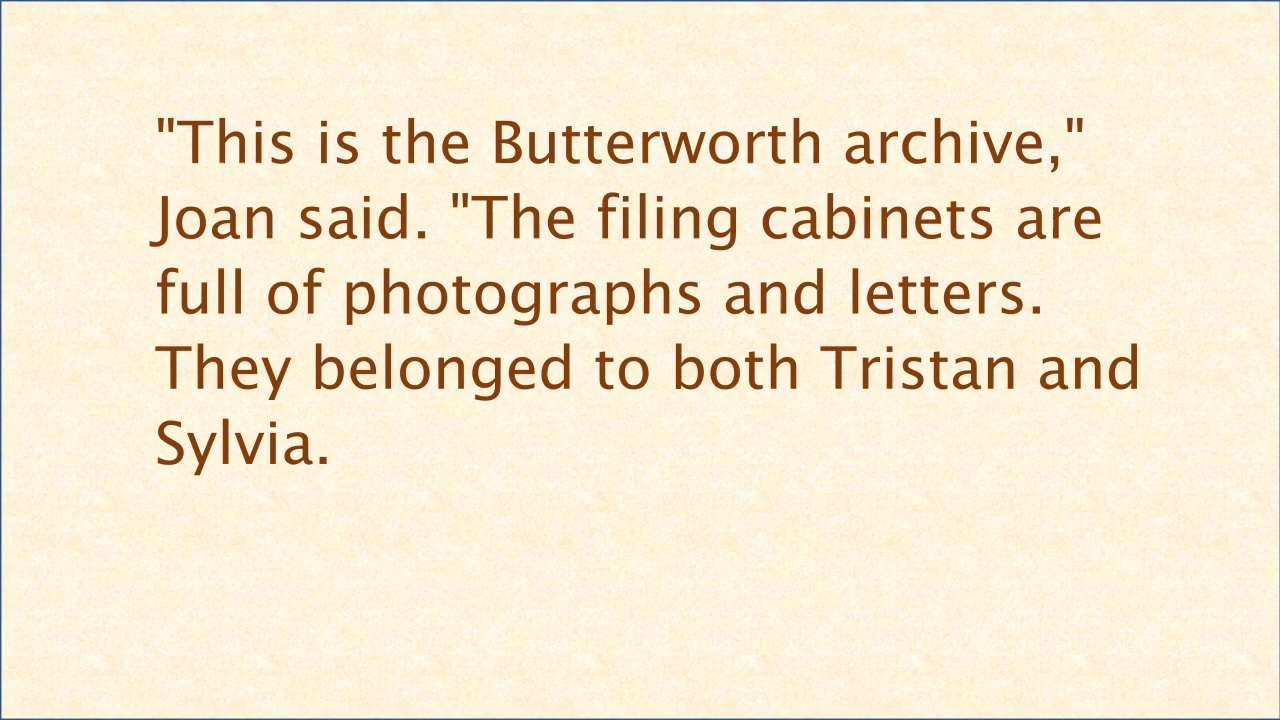 "This is the Butterworth archive,"
Joan said. "The filing cabinets are
full of photographs and letters.
They belonged to both Tristan and
Sylvia.